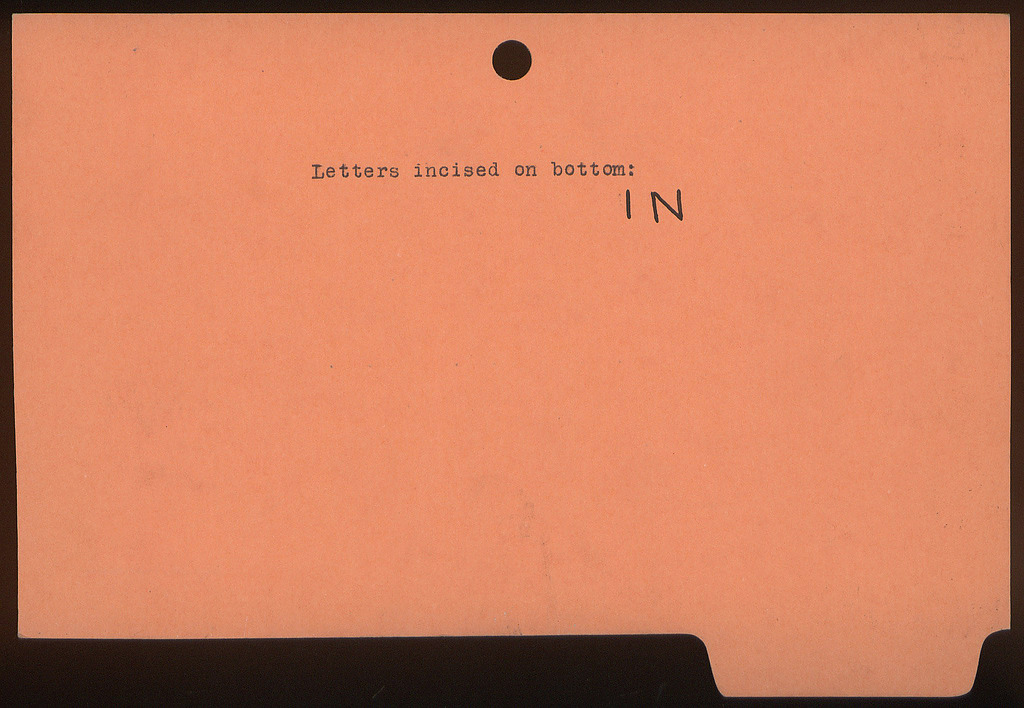 Letters incised on bottom:
IN